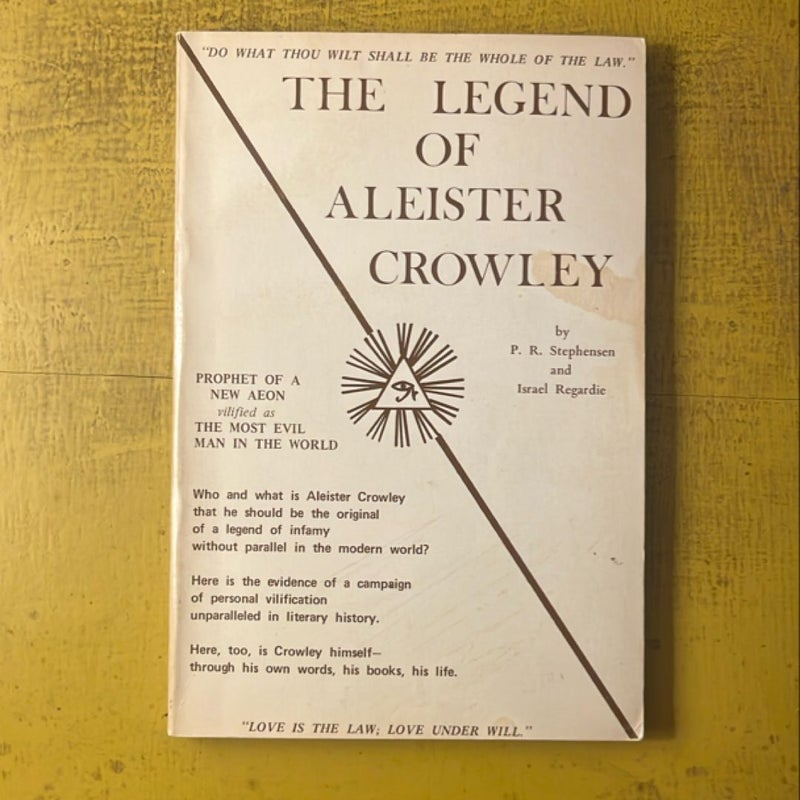 "DO WHAT THOU WILT SHALL BE THE WHOLE OF THE LAW."
THE LEGEND
OF
ALEISTER
CROWLEY
by
P. R. Stephensen
and
Israel Regardie
PROPHET OF A
NEW AEON
vilified as
THE MOST EVIL
MAN IN THE WORLD
Who and what is Aleister Crowley
that he should be the original
of a legend of infamy
without parallel in the modern world?
Here is the evidence of a campaign
of personal vilification
unparalleled in literary history.
Here, too, is Crowley himself—
through his own words, his books, his life.
"LOVE IS THE LAW; LOVE UNDER WILL."